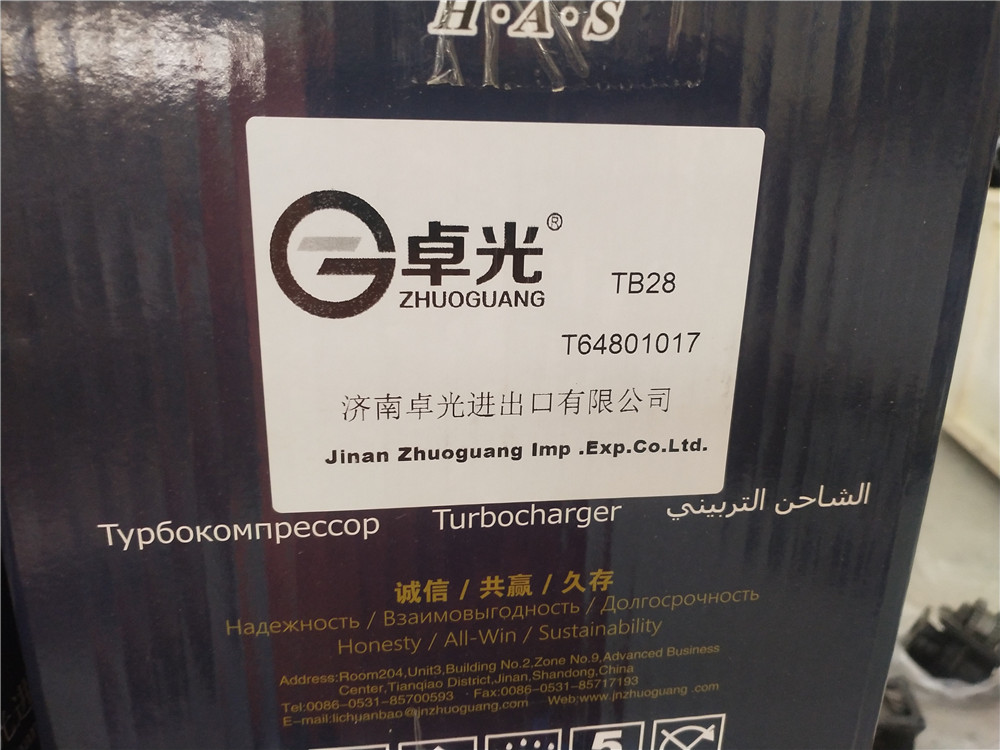 H·A·S
卓光®
ZHUOGUANG
TB28
T64801017
济南卓光进出口有限公司
Jinan Zhuoguang Imp .Exp.Co.Ltd.
Турбокомпрессор Turbocharger الشاحن التربيني
诚信 / 共赢 / 久存
Надежность / Взаимовыгодность / Долгосрочность
Honesty / All-Win / Sustainability
Address:Room204,Unit3,Building No.2,Zone No.9,Advanced Business
Center,Tianqiao District,Jinan,Shandong,China
Tel:0086-0531-85700593 · Fax:0086-0531-85717193
E-mail:lichuanbao@jnzhuoguang.com Web:www.jnzhuoguang .com
5